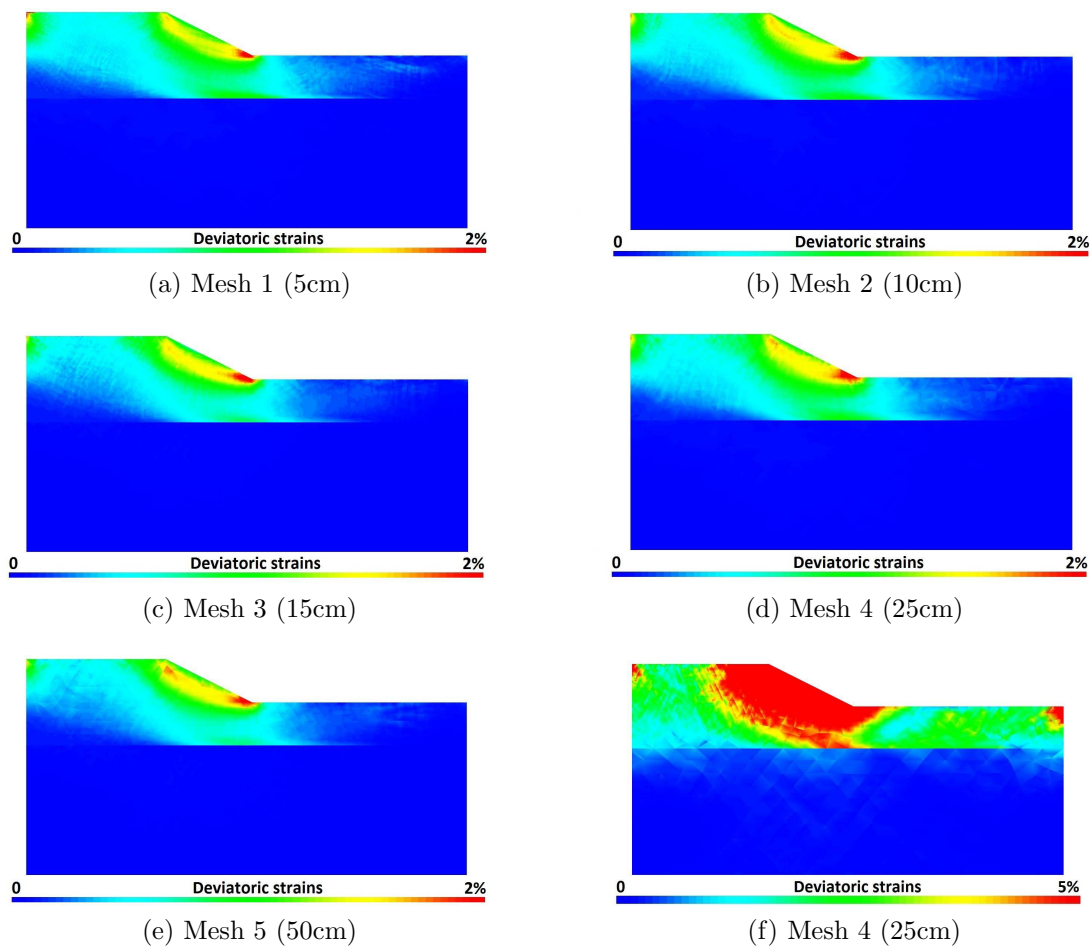 0 Deviatoric strains 2%
(a) Mesh 1 (5cm)
0 Deviatoric strains 2%
(b) Mesh 2 (10cm)
0 Deviatoric strains 2%
(c) Mesh 3 (15cm)
0 Deviatoric strains 2%
(d) Mesh 4 (25cm)
0 Deviatoric strains 2%
(e) Mesh 5 (50cm)
0 Deviatoric strains 5%
(f) Mesh 4 (25cm)